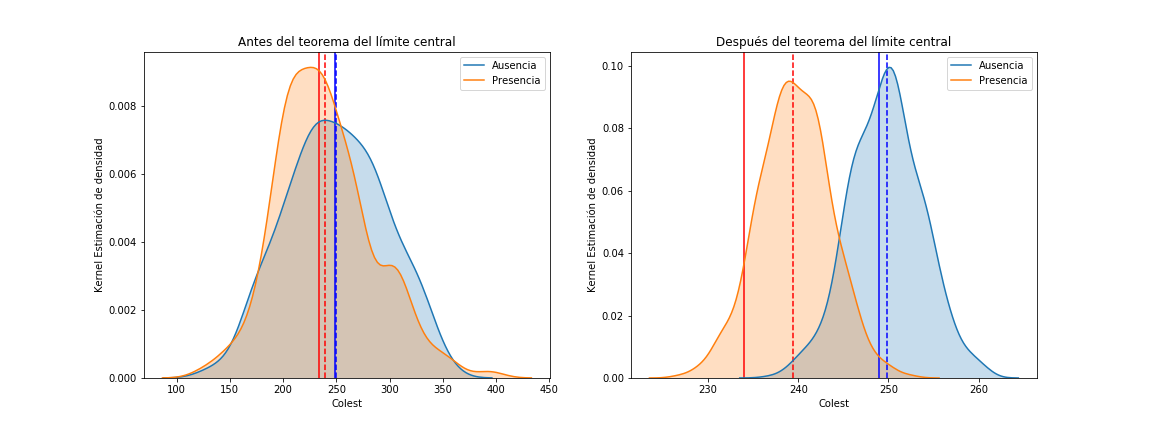 Antes del teorema del límite central
Ausencia
Presencia
Kernel Estimación de densidad
0.008
0.006
0.004
0.002
0.000
100 150 200 250 300 350 400 450
Colest
Después del teorema del límite central
Ausencia
Presencia
Kernel Estimación de densidad
0.10
0.08
0.06
0.04
0.02
0.00
230 240 250 260
Colest